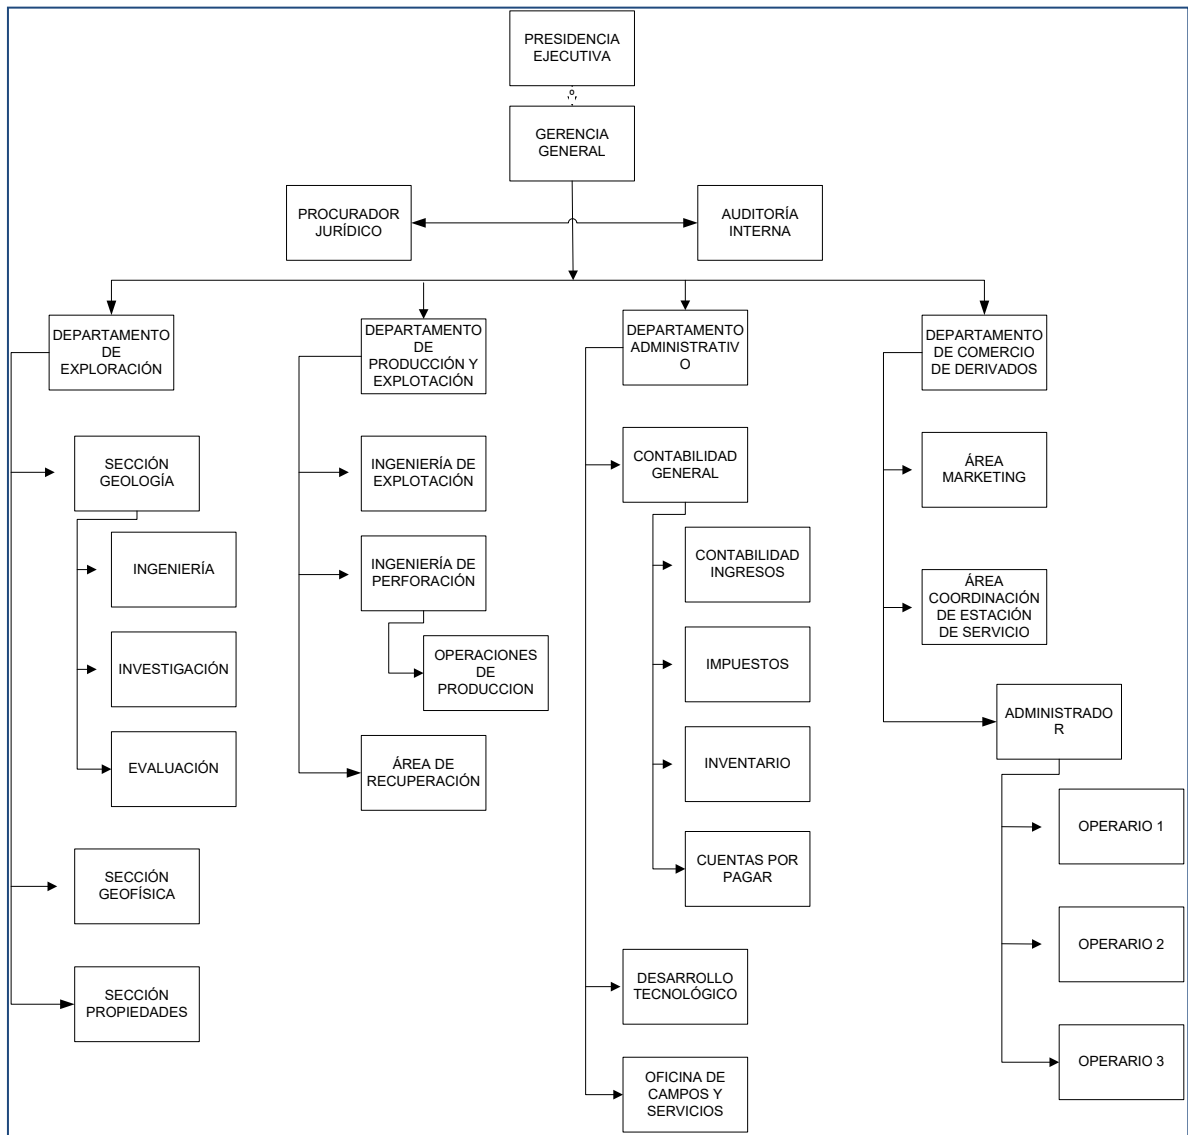 PRESIDENCIA
EJECUTIVA
GERENCIA
GENERAL
PROCURADOR
JURÍDICO
AUDITORÍA
INTERNA
DEPARTAMENTO
DE
EXPLORACIÓN
DEPARTAMENTO
DE
PRODUCCIÓN Y
EXPLOTACIÓN
DEPARTAMENTO
ADMINISTRATIV
O
DEPARTAMENTO
DE COMERCIO
DE DERIVADOS
SECCIÓN
GEOLOGÍA
INGENIERÍA
INVESTIGACIÓN
EVALUACIÓN
SECCIÓN
GEOFÍSICA
SECCIÓN
PROPIEDADES
INGENIERÍA DE
EXPLOTACIÓN
INGENIERÍA DE
PERFORACIÓN
OPERACIONES
DE
PRODUCCION
ÁREA DE
RECUPERACIÓN
CONTABILIDAD
GENERAL
CONTABILIDAD
INGRESOS
IMPUESTOS
INVENTARIO
CUENTAS POR
PAGAR
DESARROLLO
TECNOLÓGICO
OFICINA DE
CAMPOS Y
SERVICIOS
ÁREA
MARKETING
ÁREA
COORDINACIÓN
DE ESTACIÓN
DE SERVICIO
ADMINISTRADO
R
OPERARIO 1
OPERARIO 2
OPERARIO 3